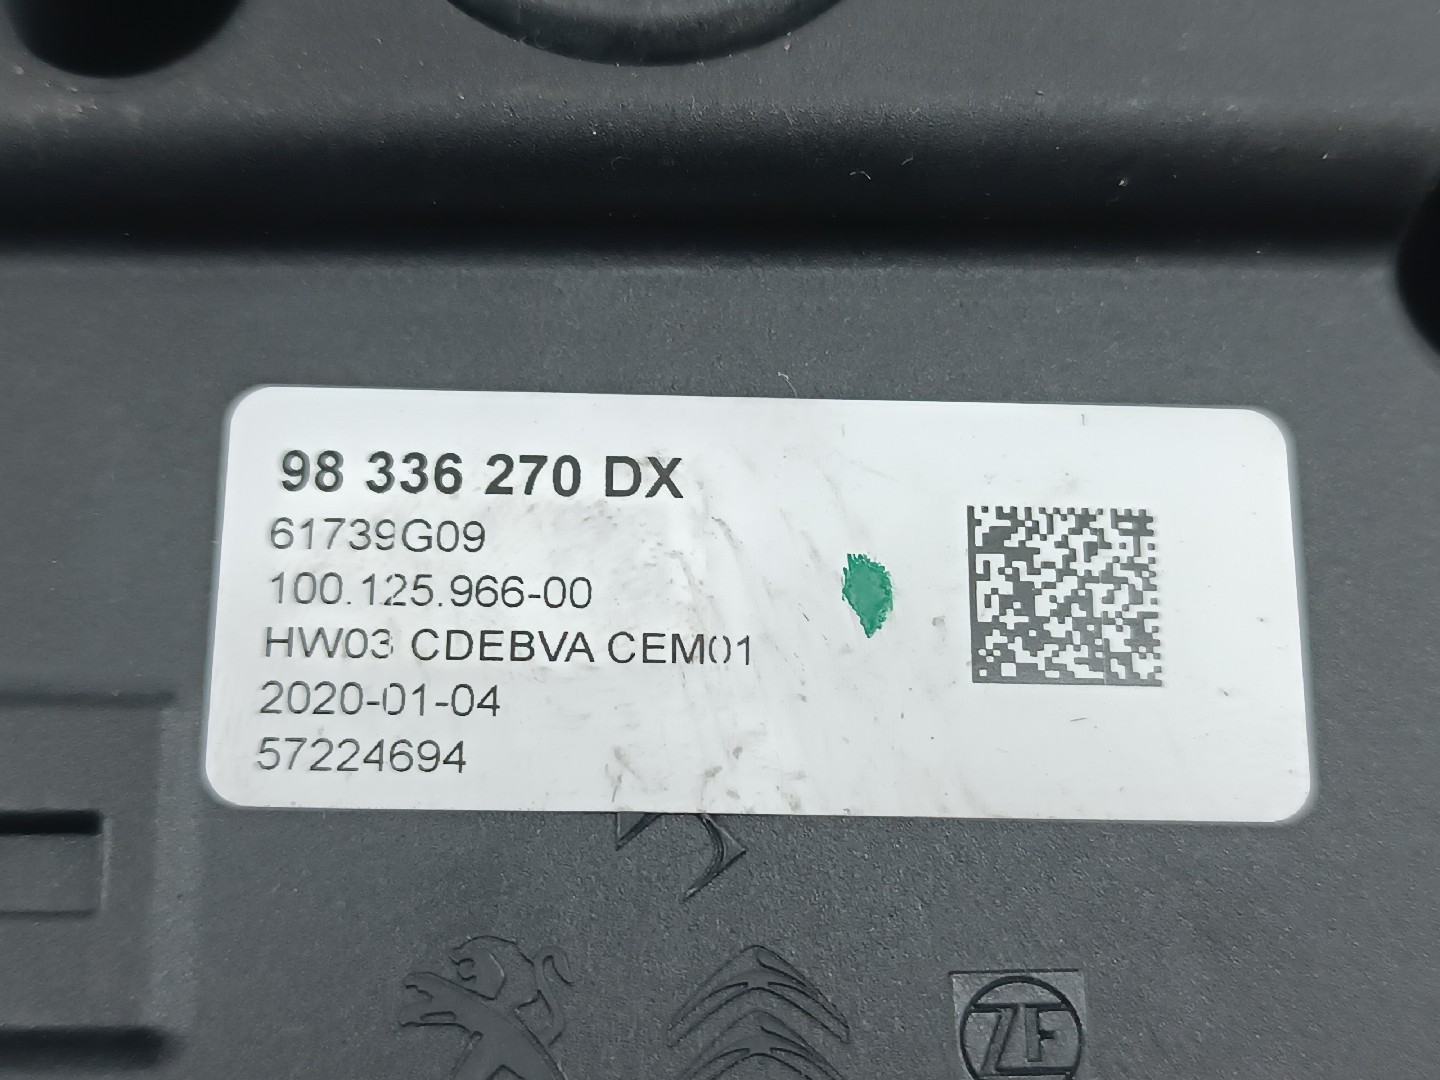 98 336 270 DX
61739G09
100.125.966-00
HW03 CDEBVA CEM01
2020-01-04
57224694
ZF